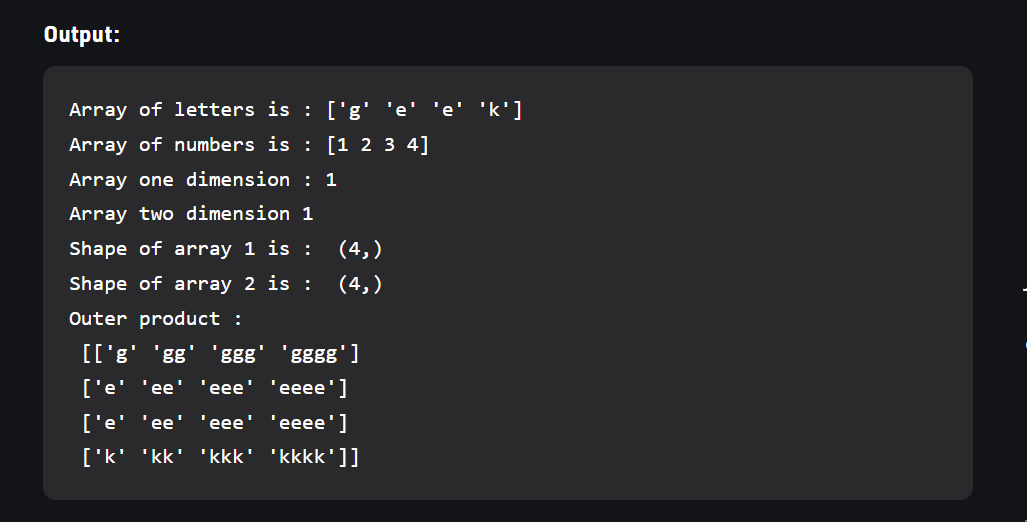 Output:
Array of letters is : ['g' 'e' 'e' 'k']
Array of numbers is : [1 2 3 4]
Array one dimension : 1
Array two dimension 1
Shape of array 1 is :  (4,)
Shape of array 2 is :  (4,)
Outer product :
 [['g' 'gg' 'ggg' 'gggg']
 ['e' 'ee' 'eee' 'eeee']
 ['e' 'ee' 'eee' 'eeee']
 ['k' 'kk' 'kkk' 'kkkk']]